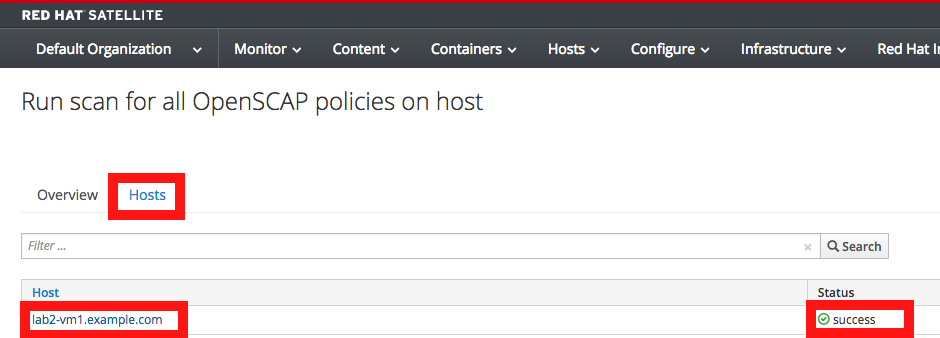 RED HAT SATELLITE
Default Organization Monitor Content Containers Hosts Configure Infrastructure Red Hat In
Run scan for all OpenSCAP policies on host
Overview Hosts
Filter ... × Search
Host Status
lab2-vm1.example.com success